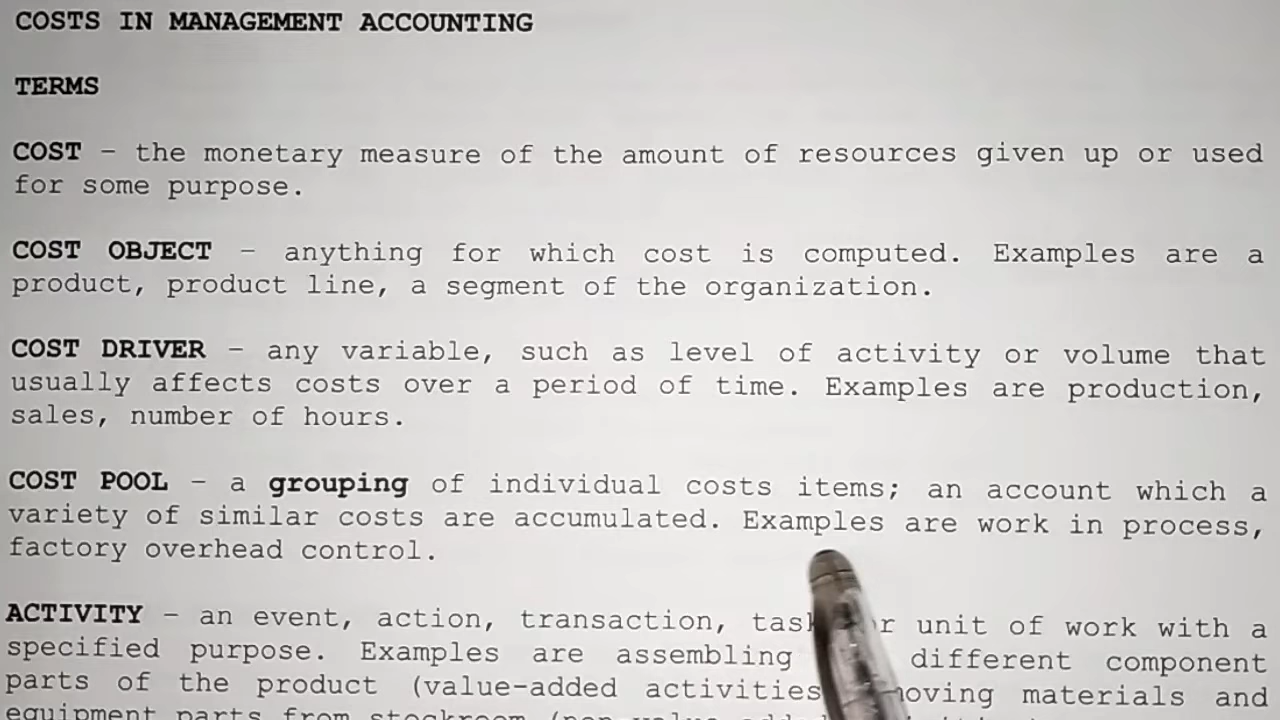 COSTS IN MANAGEMENT ACCOUNTING
TERMS
COST – the monetary measure of the amount of resources given up or used
for some purpose.
COST OBJECT – anything for which cost is computed. Examples are a
product, product line, a segment of the organization.
COST DRIVER – any variable, such as level of activity or volume that
usually affects costs over a period of time. Examples are production,
sales, number of hours.
COST POOL – a grouping of individual costs items; an account which a
variety of similar costs are accumulated. Examples are work in process,
factory overhead control.
ACTIVITY – an event, action, transaction, unit of work with a
specified purpose. Examples are assembling different component
parts of the product (value-added activities materials and
equipment parts from stockroom